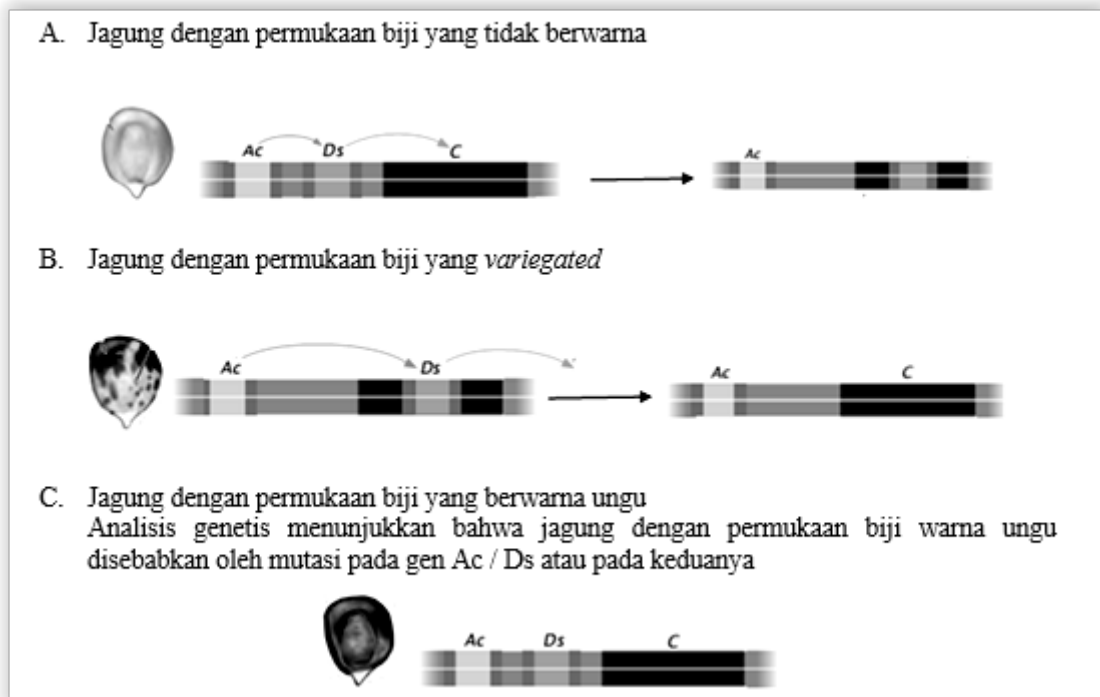 A. Jagung dengan permukaan biji yang tidak berwarna
Ac Ds C
Ac
B. Jagung dengan permukaan biji yang variegated
Ac Ds
Ac C
C. Jagung dengan permukaan biji yang berwarna ungu
Analisis genetis menunjukkan bahwa jagung dengan permukaan biji warna ungu
disebabkan oleh mutasi pada gen Ac / Ds atau pada keduanya
Ac Ds C